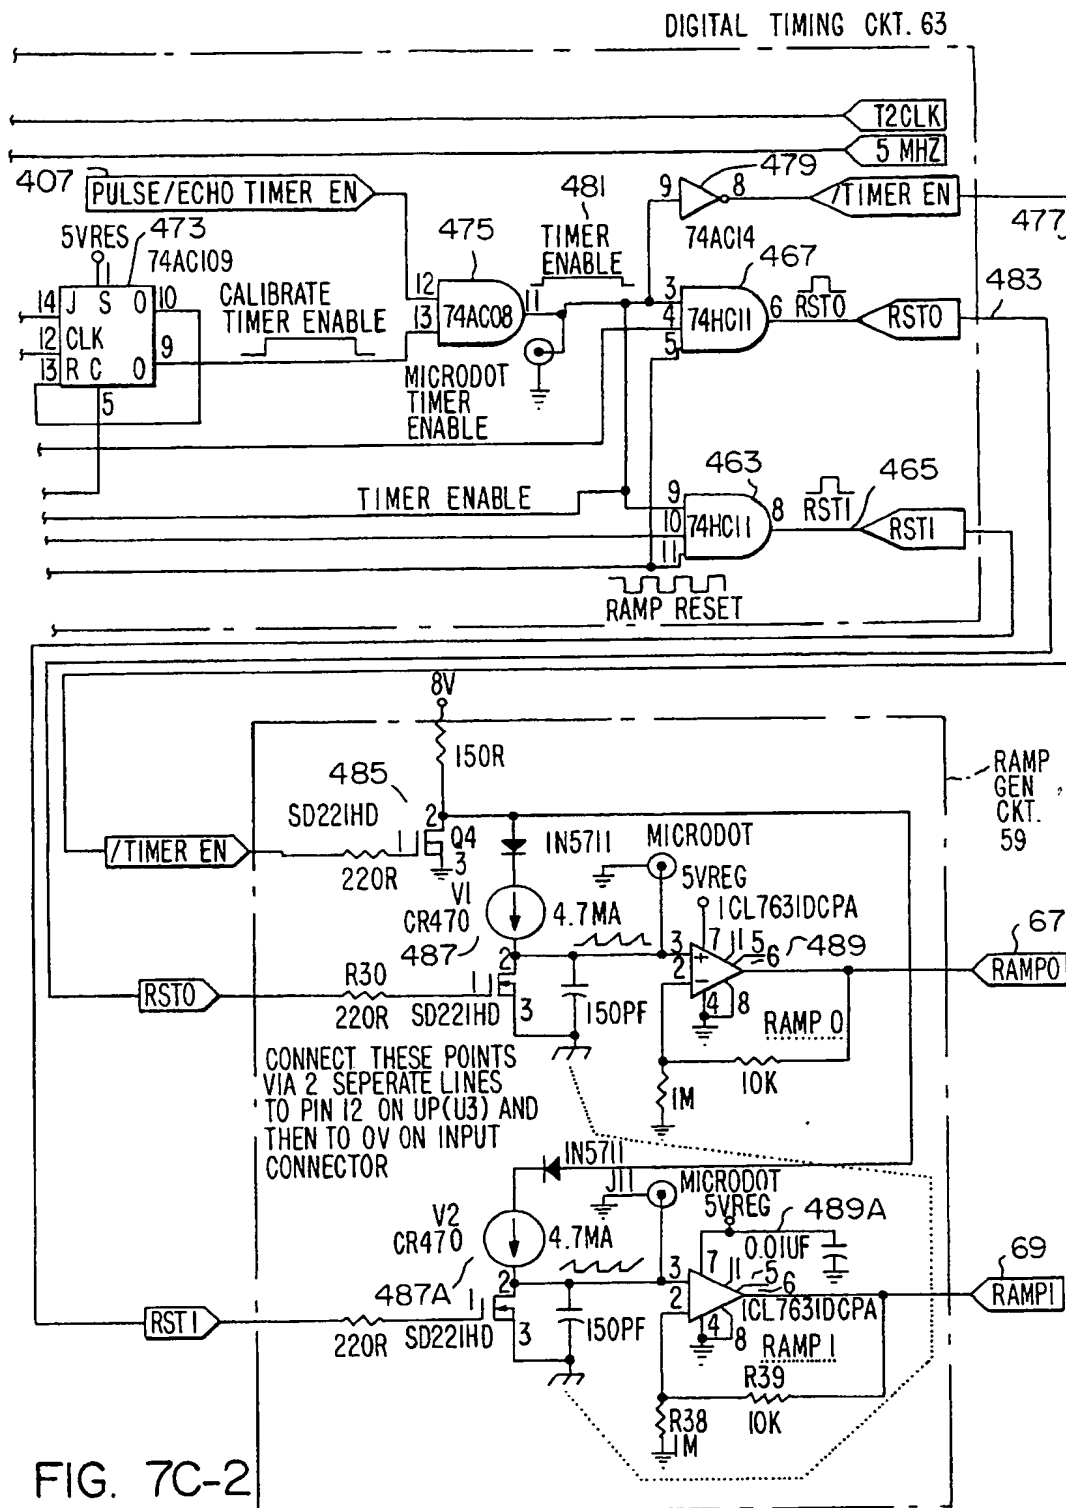 DIGITAL TIMING CKT. 63
T2CLK
5 MHZ
407
PULSE/ECHO TIMER EN
481
9
479
8
/TIMER EN
477
5VRES
473
74AC109
1
475
TIMER
ENABLE
74AC14
467
14
J S O
10
12
CLK
13
R C O
9
5
CALIBRATE
TIMER ENABLE
12
13
74AC08
11
3
4
5
74HC11
6
RST0
RST0
483
MICRODOT
TIMER
ENABLE
TIMER ENABLE
463
465
9
10
11
74HC11
8
RST1
RST1
RAMP RESET
8V
150R
RAMP
GEN
CKT.
59
485
SD221HD
2
1
Q4
3
/TIMER EN
220R
IN5711
MICRODOT
5VREG
ICL7631DCPA
V1
CR470
4.7MA
487
67
3
2
+
−
7
11
5
6
489
4
8
RAMP0
RST0
R30
220R
1
2
SD221HD
3
150PF
RAMP 0
10K
1M
CONNECT THESE POINTS
VIA 2 SEPERATE LINES
TO PIN 12 ON UP(U3) AND
THEN TO 0V ON INPUT
CONNECTOR
IN5711
J11
MICRODOT
5VREG
489A
V2
CR470
4.7MA
0.01UF
487A
69
3
2
7
11
5
6
ICL7631DCPA
4
8
RAMP1
RST1
220R
1
2
SD221HD
3
150PF
RAMP 1
R39
10K
R38
1M
FIG. 7C-2